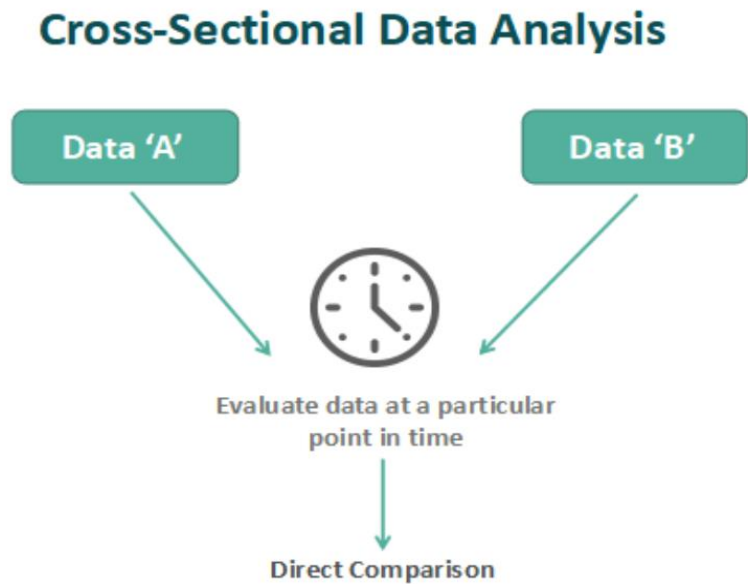 Cross-Sectional Data Analysis
Data ‘A’
Data ‘B’
Evaluate data at a particular
point in time
Direct Comparison